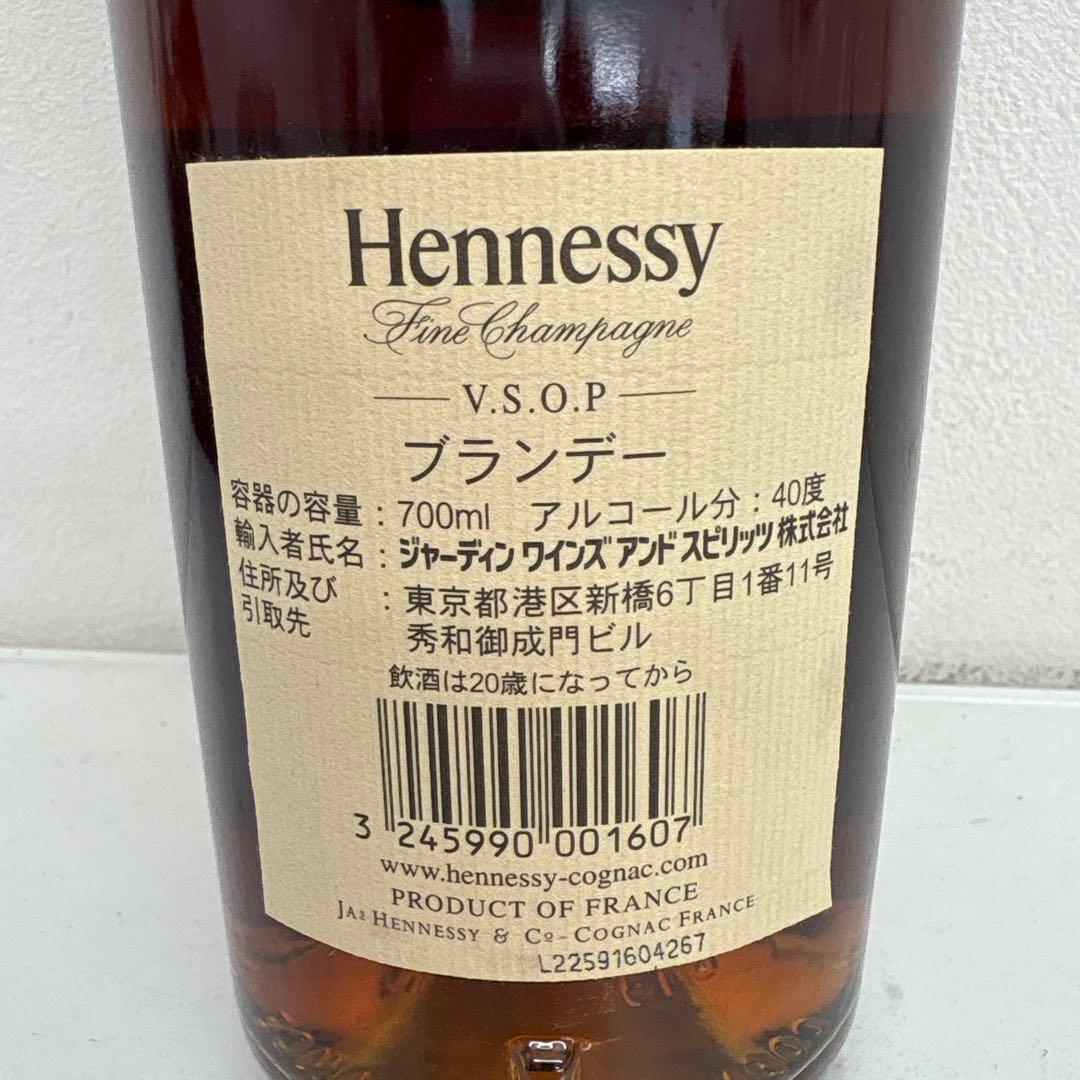 Hennessy
Fine Champagne
V.S.O.P
ブランデー
容器の容量：700ml アルコール分：40度
輸入者氏名：ジャーディン ワインズ アンド スピリッツ 株式会社
住所及び引取先：東京都港区新橋6丁目1番11号
秀和御成門ビル
飲酒は20歳になってから
3 245990 001607
www.hennessy-cognac.com
PRODUCT OF FRANCE
JAs HENNESSY & Co - COGNAC FRANCE
L22591604267